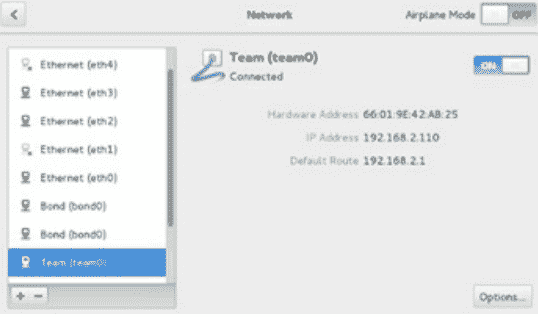 Network
Airplane Mode OFF
Ethernet (eth4)
Ethernet (eth3)
Ethernet (eth2)
Ethernet (eth1)
Ethernet (eth0)
Bond (bond0)
Bond (bond0)
Team (team0)
Team (team0)
Connected
ON
Hardware Address 66:01:9E:42:AB:25
IP Address 192.168.2.110
Default Route 192.168.2.1
Options...